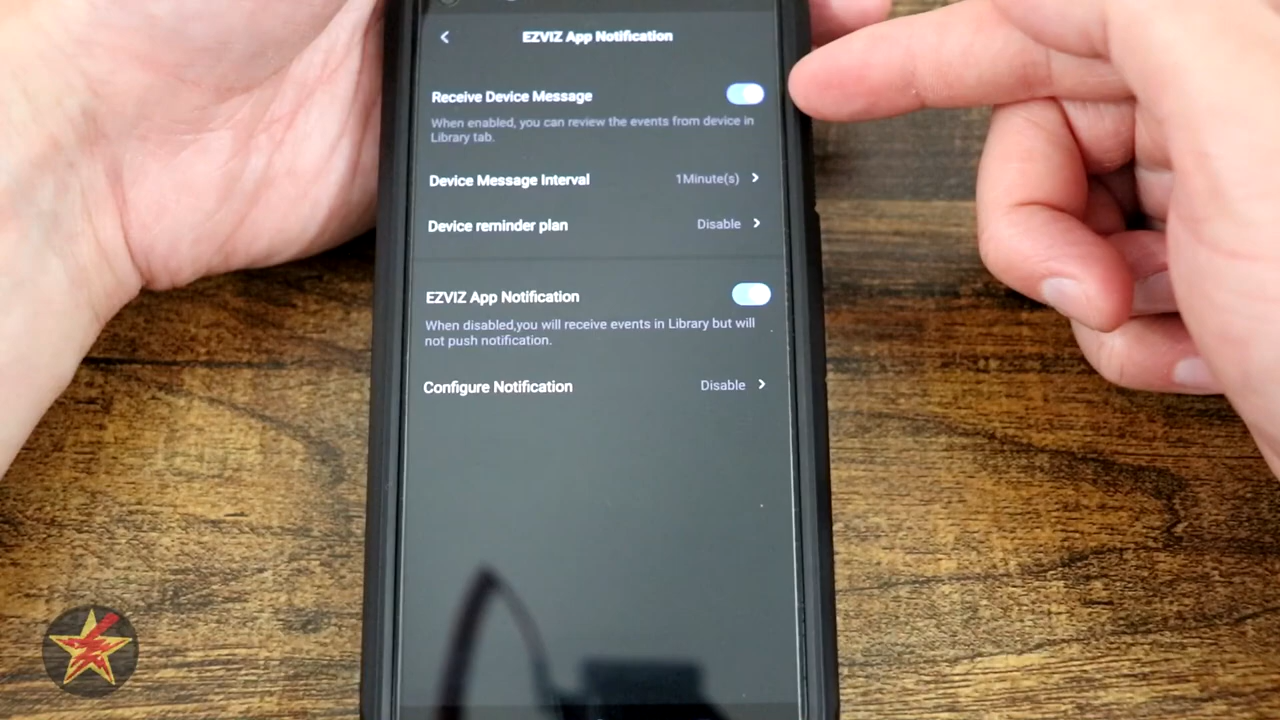 EZVIZ App Notification
Receive Device Message
When enabled, you can review the events from device in
Library tab.
Device Message Interval 1Minute(s)
Device reminder plan Disable
EZVIZ App Notification
When disabled,you will receive events in Library but will
not push notification.
Configure Notification Disable